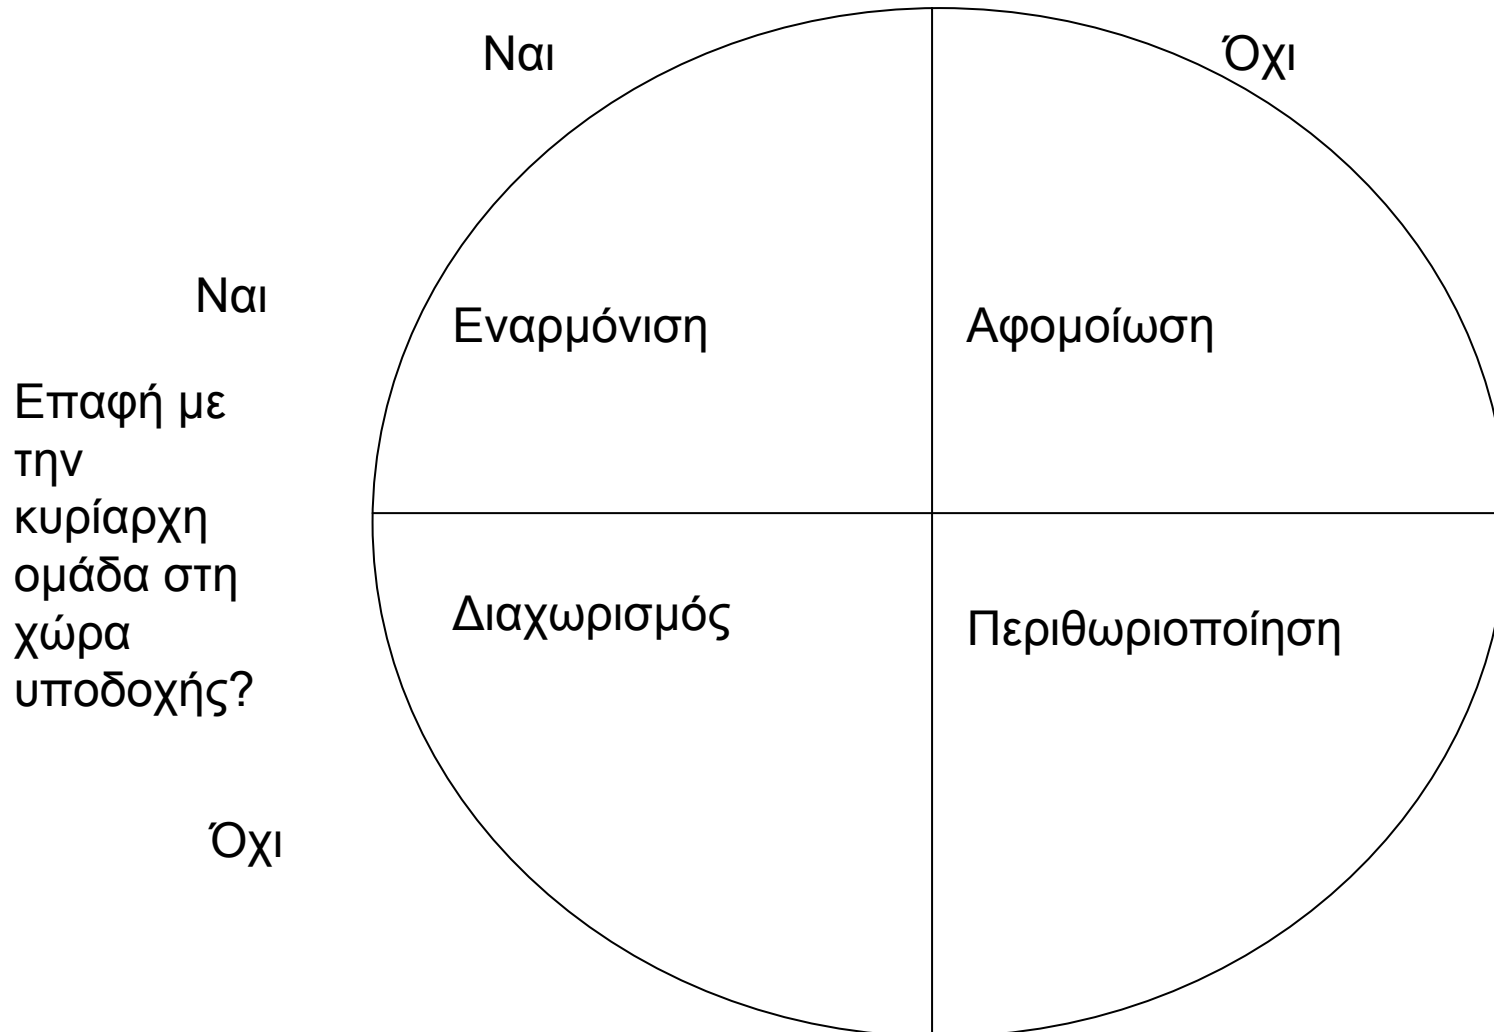 Ναι
Όχι
Ναι
Εναρμόνιση
Αφομοίωση
Επαφή με
την
κυρίαρχη
ομάδα στη
χώρα
υποδοχής?
Διαχωρισμός
Περιθωριοποίηση
Όχι